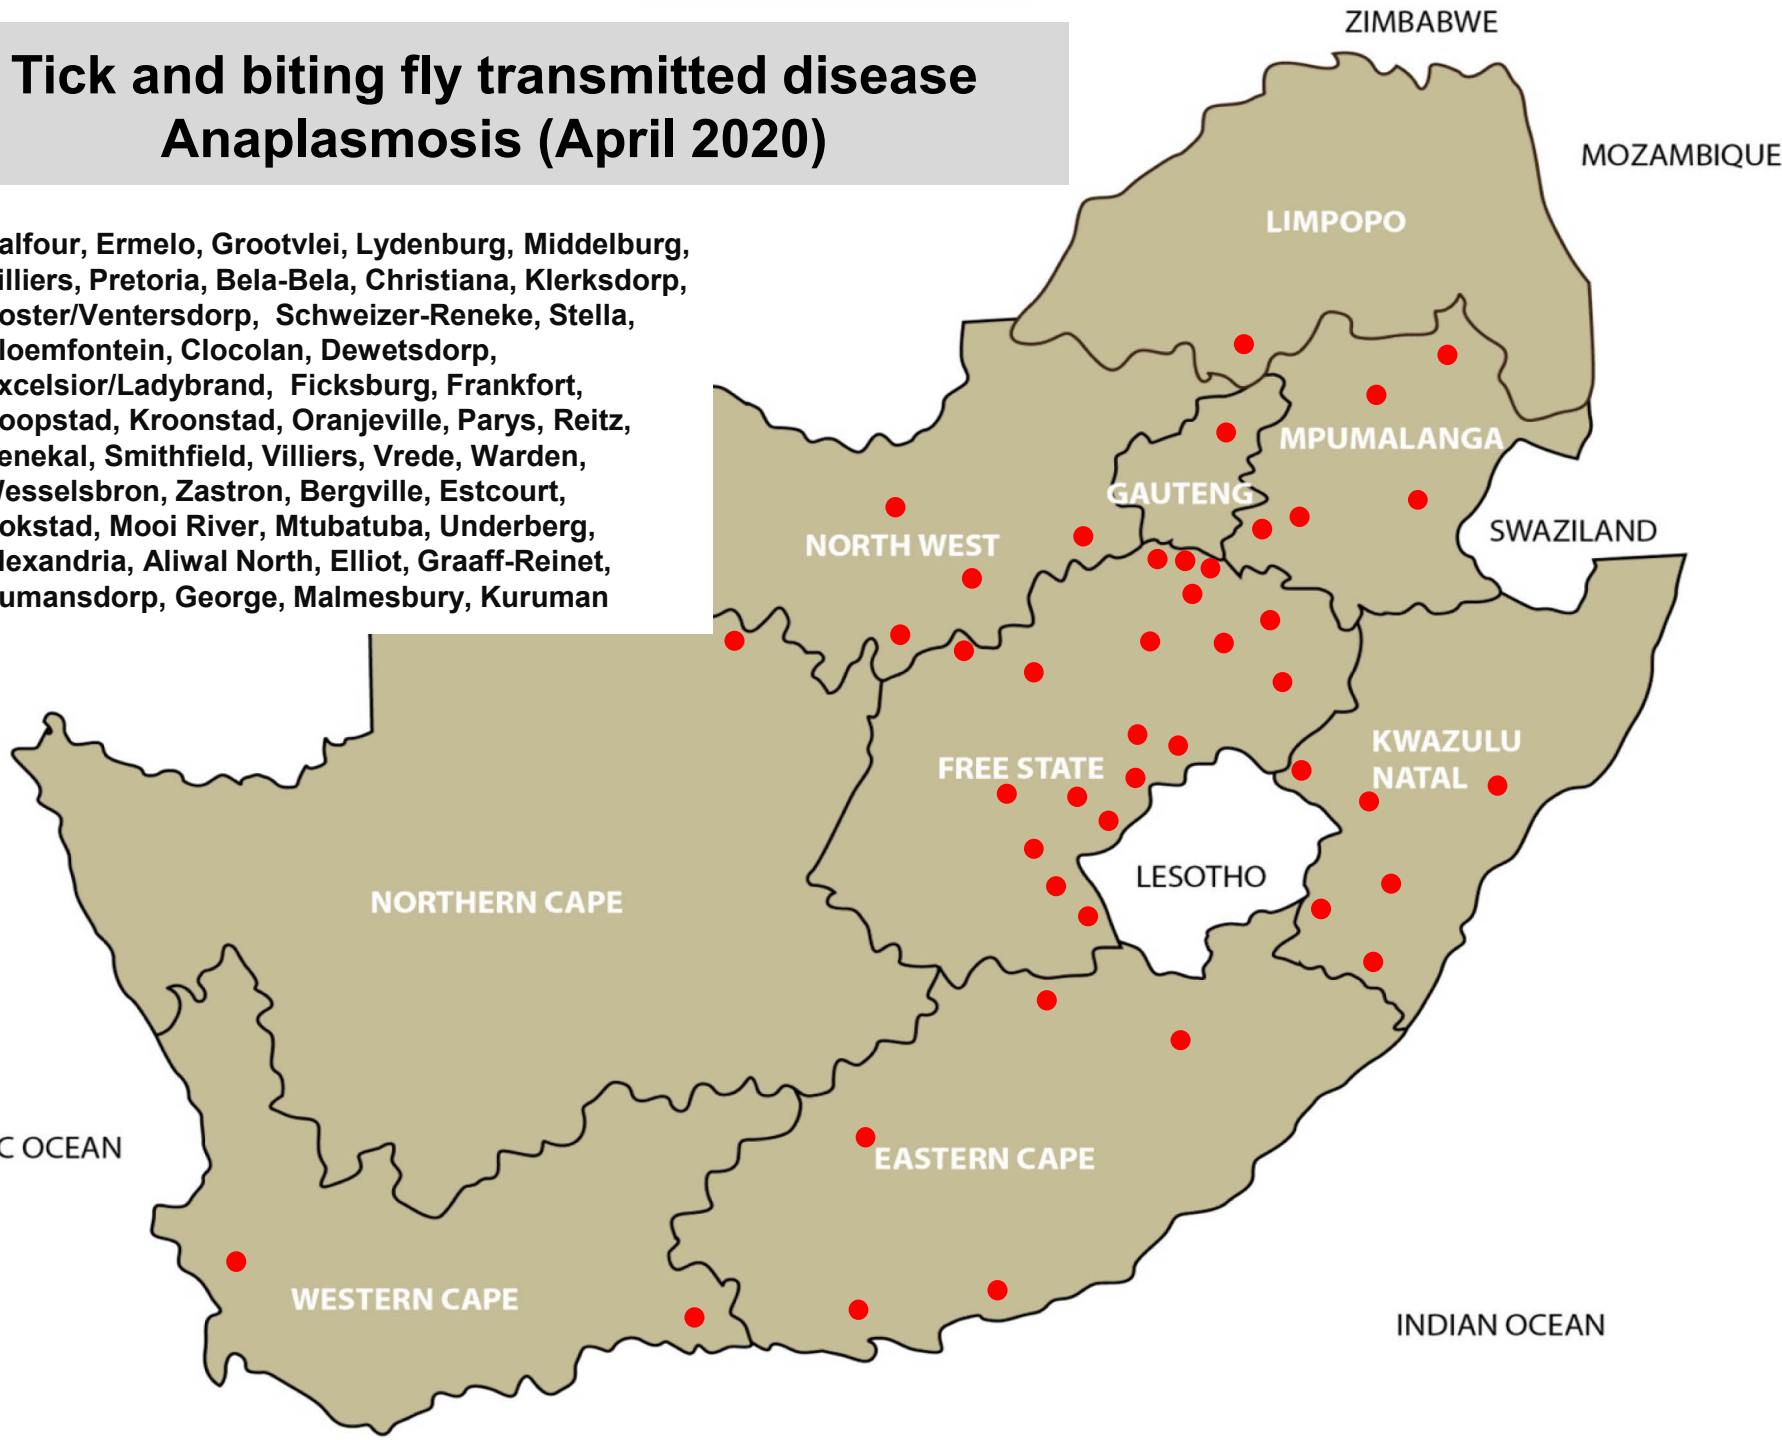 ZIMBABWE
Tick and biting fly transmitted disease
Anaplasmosis (April 2020)
MOZAMBIQUE
LIMPOPO
alfour, Ermelo, Grootvlei, Lydenburg, Middelburg,
illiers, Pretoria, Bela-Bela, Christiana, Klerksdorp,
oster/Ventersdorp, Schweizer-Reneke, Stella,
loemfontein, Clocolan, Dewetsdorp,
xcelsior/Ladybrand, Ficksburg, Frankfort,
oopstad, Kroonstad, Oranjeville, Parys, Reitz,
enekal, Smithfield, Villiers, Vrede, Warden,
Wesselsbron, Zastron, Bergville, Estcourt,
okstad, Mooi River, Mtubatuba, Underberg,
lexandria, Aliwal North, Elliot, Graaff-Reinet,
umansdorp, George, Malmesbury, Kuruman
MPUMALANGA
GAUTENG
SWAZILAND
NORTH WEST
KWAZULU
NATAL
FREE STATE
LESOTHO
NORTHERN CAPE
C OCEAN
EASTERN CAPE
WESTERN CAPE
INDIAN OCEAN